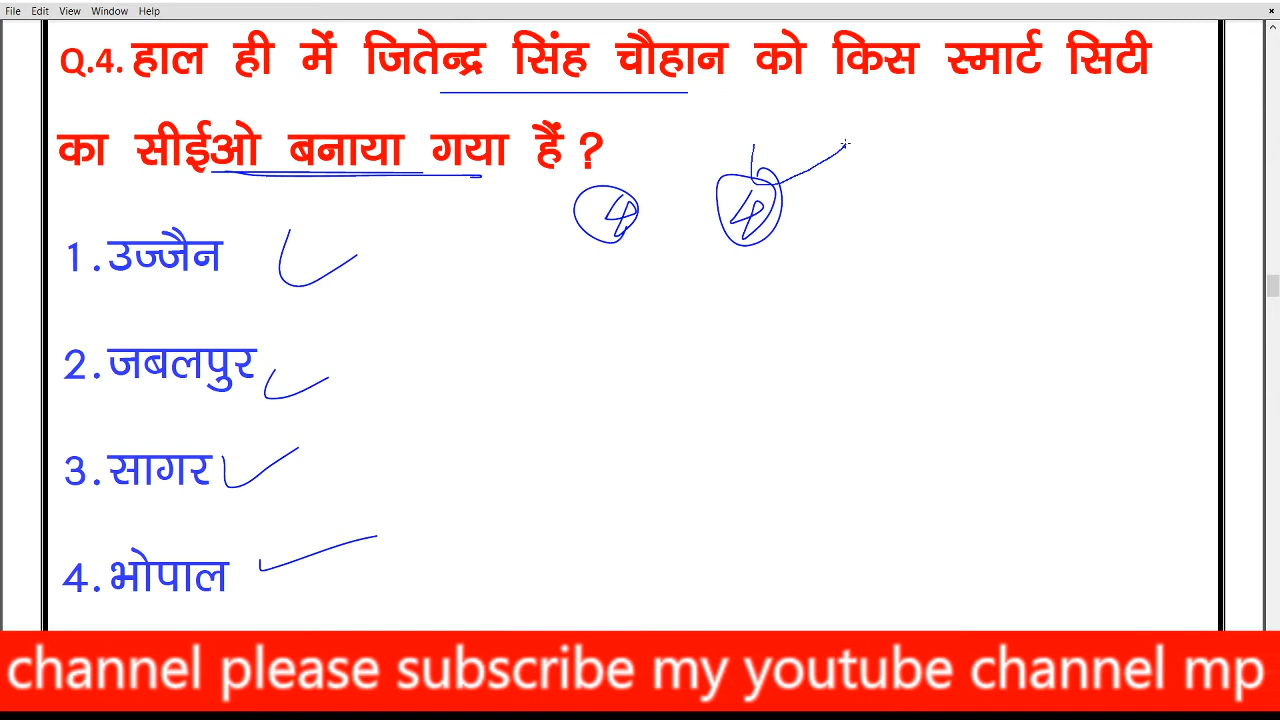 File Edit View Window Help
Q.4. हाल ही में जितेन्द्र सिंह चौहान को किस स्मार्ट सिटी
का सीईओ बनाया गया हैं ?
4 4
1. उज्जैन
2. जबलपुर
3. सागर
4. भोपाल
channel please subscribe my youtube channel mp